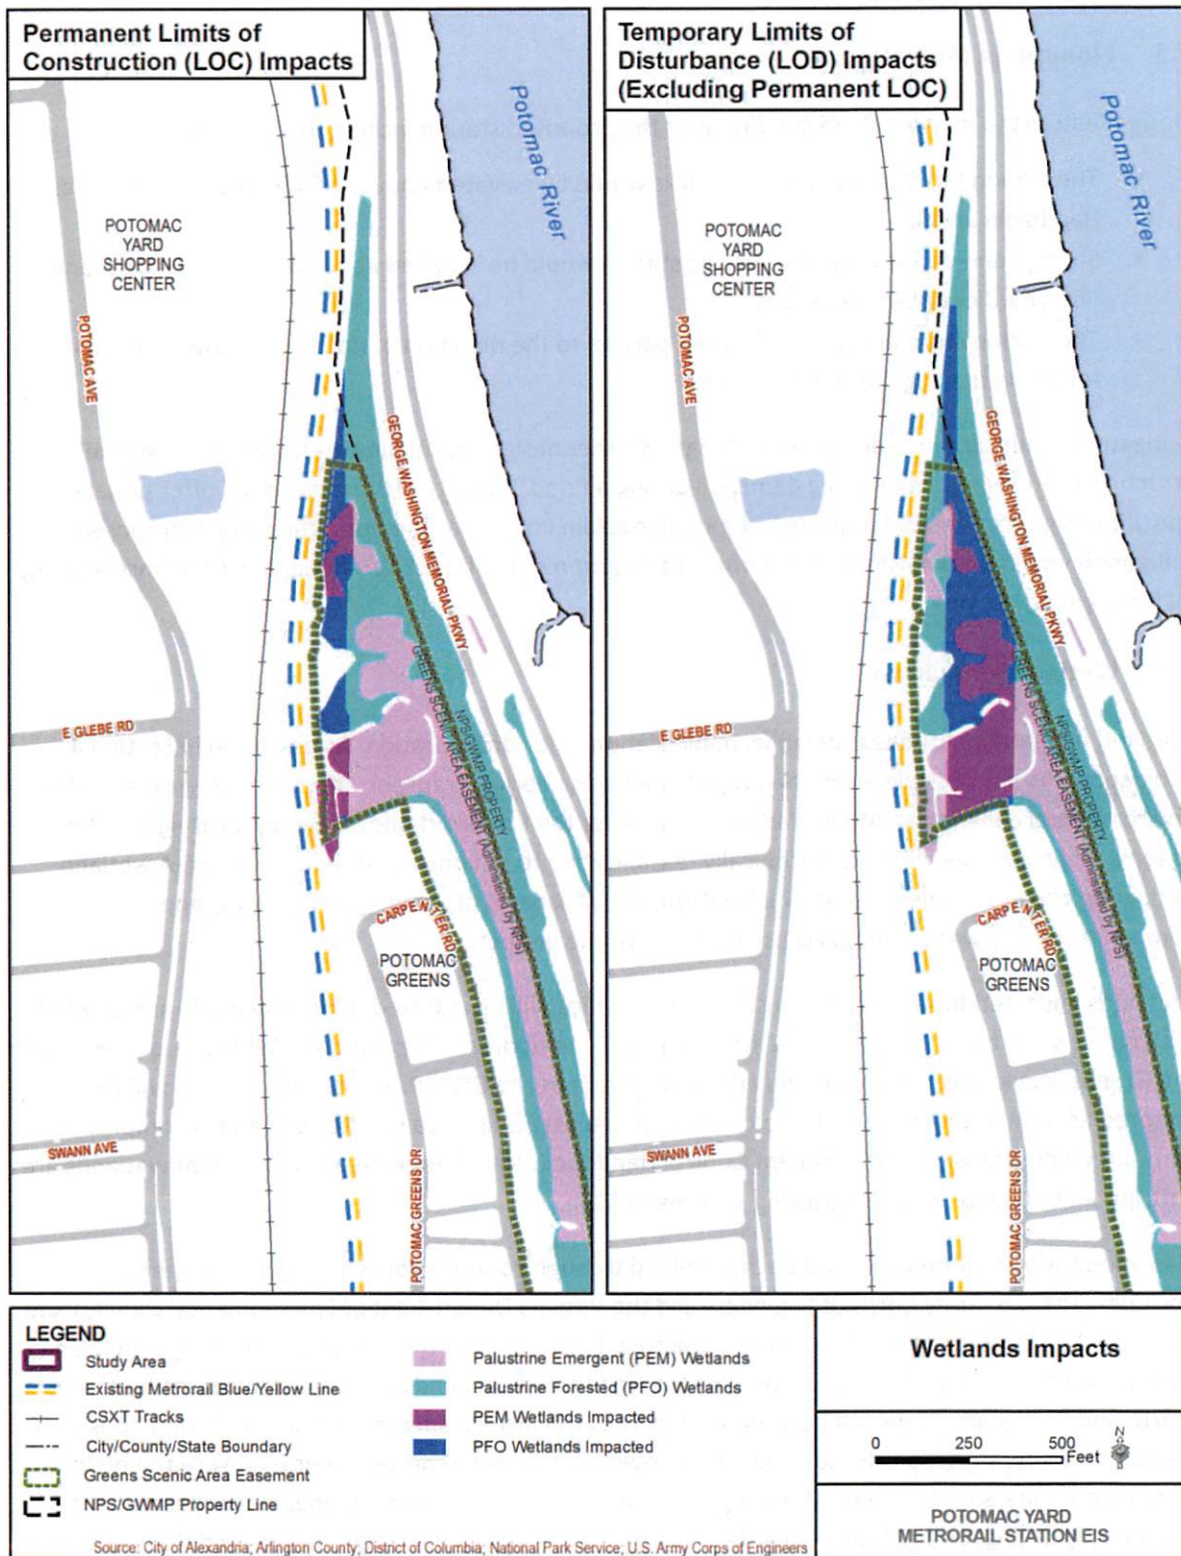 Permanent Limits of
Construction (LOC) Impacts
Potomac River
POTOMAC
YARD
SHOPPING
CENTER
POTOMAC AVE
GEORGE WASHINGTON MEMORIAL PKWY
E GLEBE RD
NPS/GWMP PROPERTY
GREENS SCENIC AREA EASEMENT (Administered by NPS)
CARPENTER RD
POTOMAC
GREENS
SWANN AVE
POTOMAC GREENS DR
Temporary Limits of
Disturbance (LOD) Impacts
(Excluding Permanent LOC)
Potomac River
POTOMAC
YARD
SHOPPING
CENTER
POTOMAC AVE
GEORGE WASHINGTON MEMORIAL PKWY
E GLEBE RD
NPS/GWMP PROPERTY
GREENS SCENIC AREA EASEMENT (Administered by NPS)
CARPENTER RD
POTOMAC
GREENS
SWANN AVE
POTOMAC GREENS DR
LEGEND
Study Area
Existing Metrorail Blue/Yellow Line
CSXT Tracks
City/County/State Boundary
Greens Scenic Area Easement
NPS/GWMP Property Line
Palustrine Emergent (PEM) Wetlands
Palustrine Forested (PFO) Wetlands
PEM Wetlands Impacted
PFO Wetlands Impacted
Source: City of Alexandria; Arlington County; District of Columbia; National Park Service; U.S. Army Corps of Engineers
Wetlands Impacts
0 250 500
Feet
N
POTOMAC YARD
METRORAIL STATION EIS